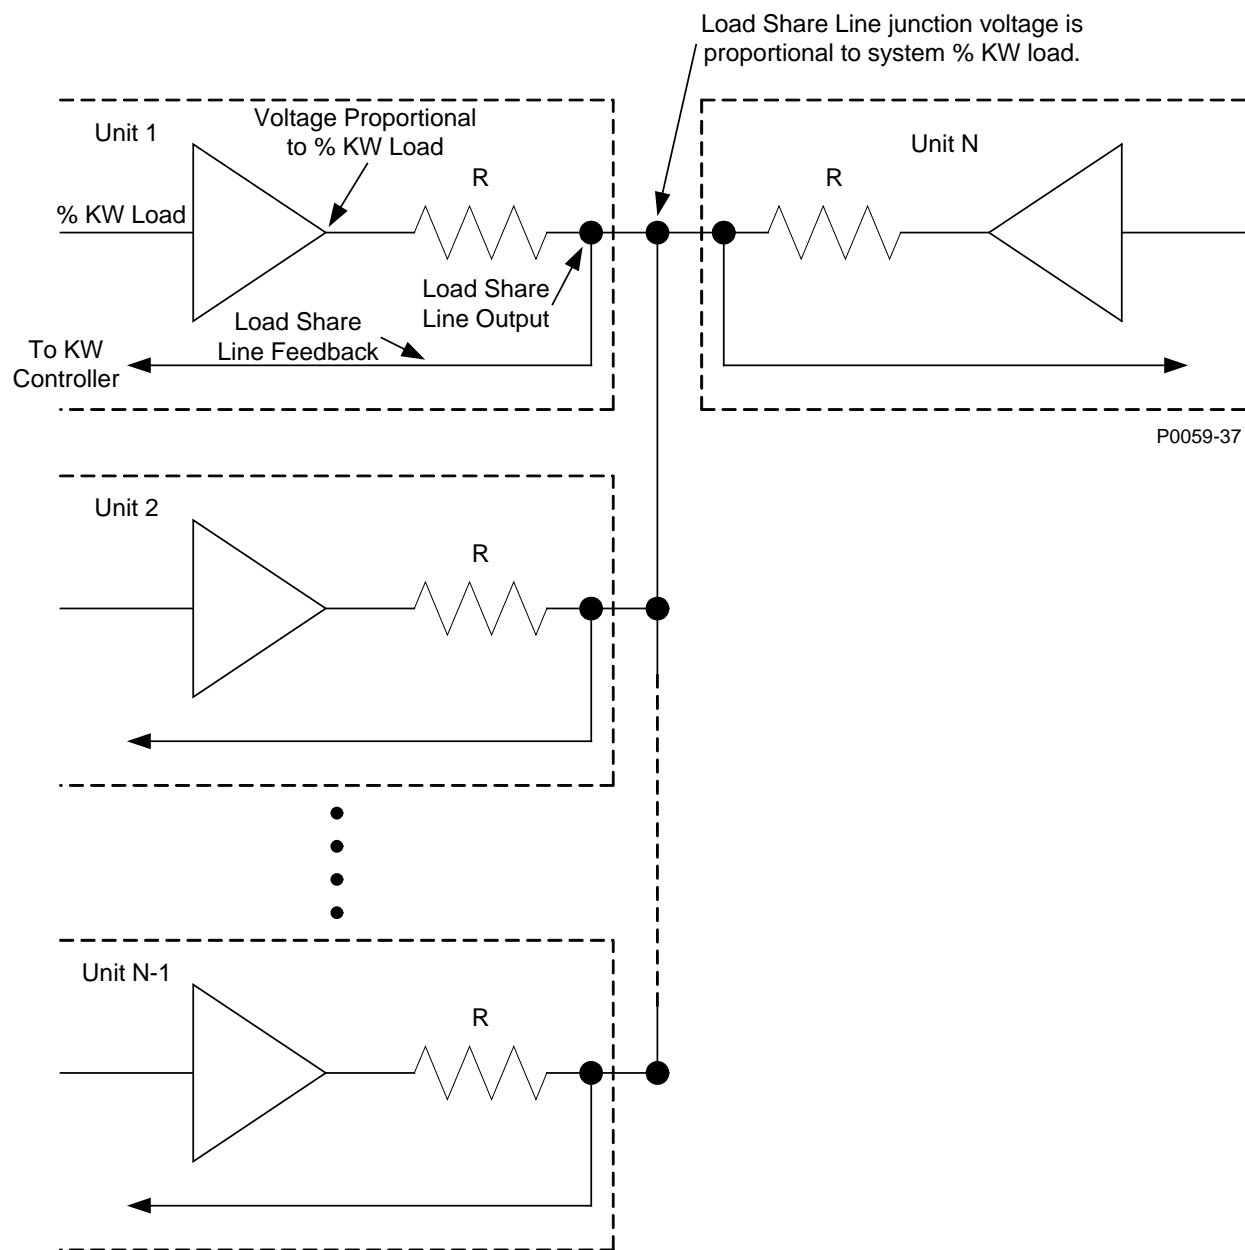 Load Share Line junction voltage is
proportional to system % KW load.
Unit 1
Voltage Proportional
to % KW Load
R
% KW Load
Load Share
Line Output
Load Share
Line Feedback
To KW
Controller
Unit N
R
P0059-37
Unit 2
R
Unit N-1
R